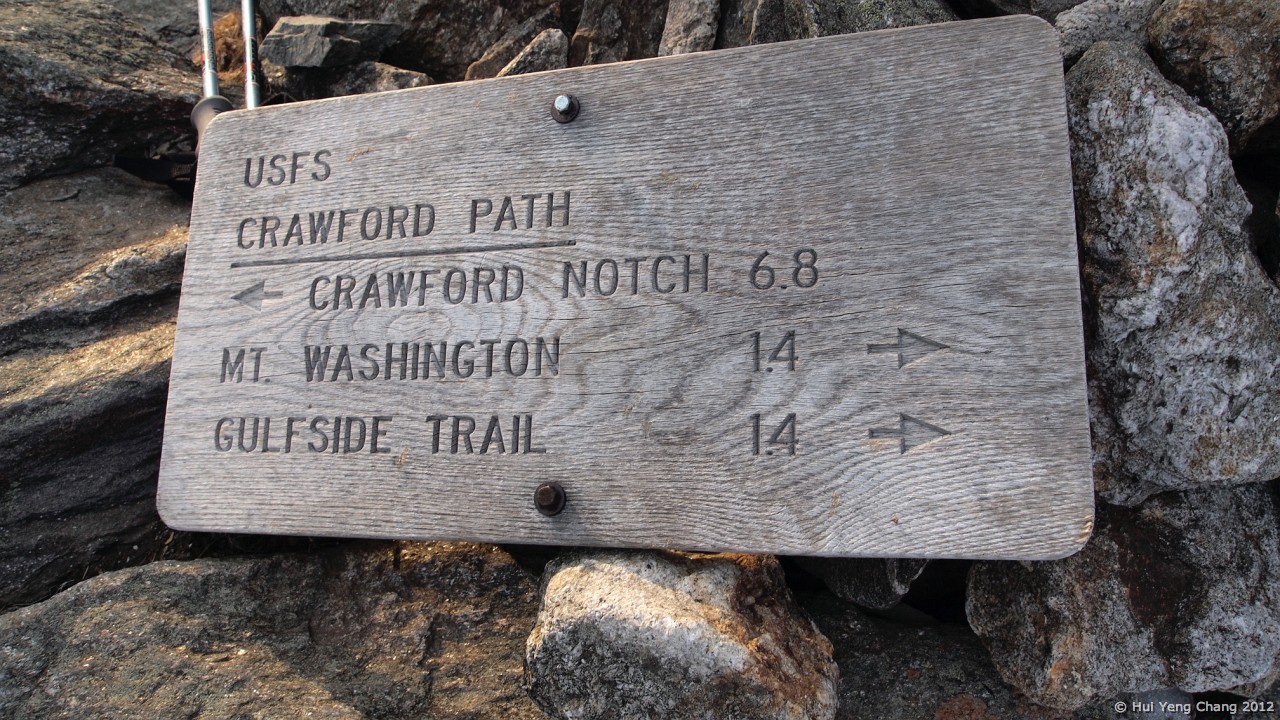 USFS
CRAWFORD PATH
← CRAWFORD NOTCH 6.8
MT. WASHINGTON 1.4 →
GULFSIDE TRAIL 1.4 →
© Hui Yeng Chang 2012